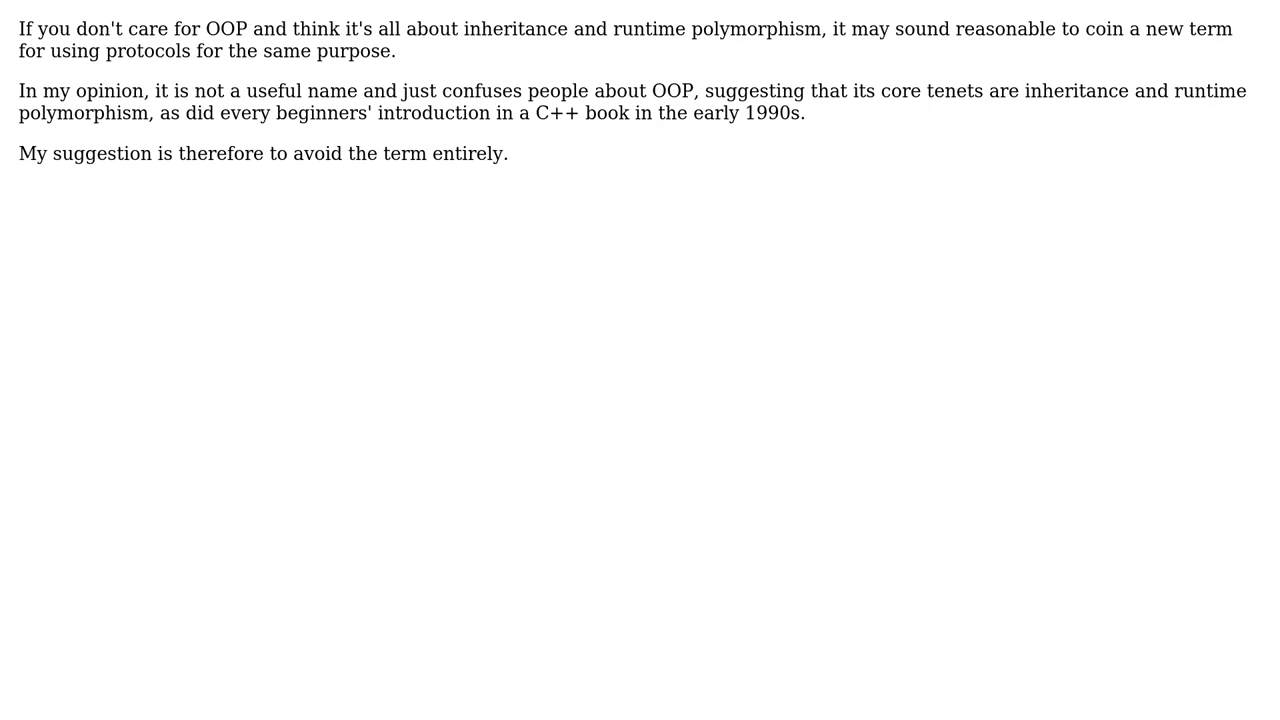 If you don't care for OOP and think it's all about inheritance and runtime polymorphism, it may sound reasonable to coin a new term
for using protocols for the same purpose.
In my opinion, it is not a useful name and just confuses people about OOP, suggesting that its core tenets are inheritance and runtime
polymorphism, as did every beginners' introduction in a C++ book in the early 1990s.
My suggestion is therefore to avoid the term entirely.